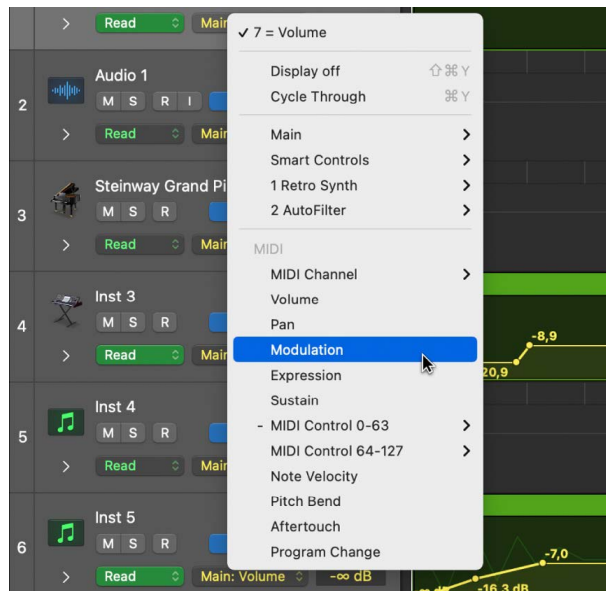 Read
Main
✓ 7 = Volume
Display off ⇧⌘Y
Cycle Through ⌘Y
Main
Smart Controls
1 Retro Synth
2 AutoFilter
MIDI
MIDI Channel
Volume
Pan
Modulation
Expression
Sustain
- MIDI Control 0-63
MIDI Control 64-127
Note Velocity
Pitch Bend
Aftertouch
Program Change
2
Audio 1
M S R I
Read
Main
3
Steinway Grand Pi
M S R
Read
Main
4
Inst 3
M S R
Read
Main
-8,9
20,9
5
Inst 4
M S R
Read
Main
6
Inst 5
M S R
Read
Main: Volume
-∞ dB
-7,0
-16,3 dB